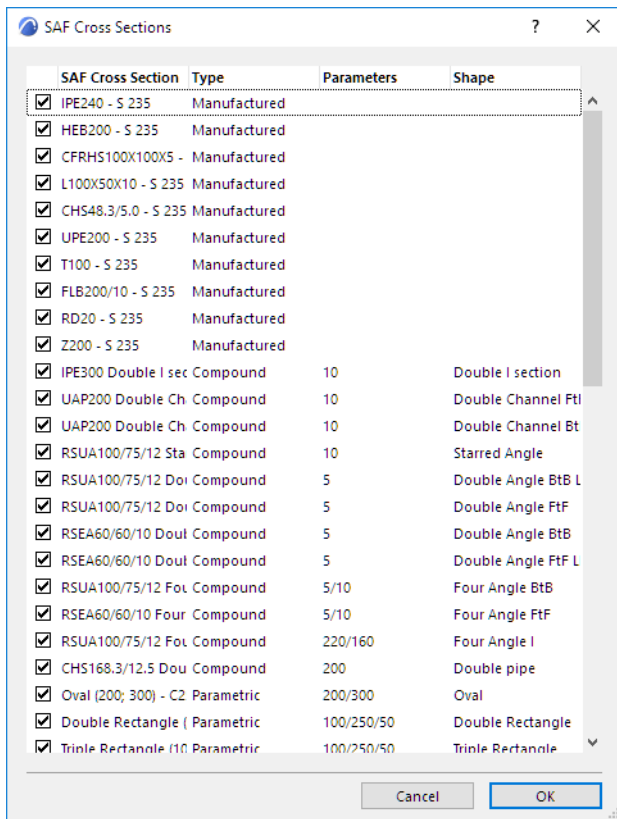 SAF Cross Sections ? ×
SAF Cross Section Type Parameters Shape
IPE240 - S 235 Manufactured
HEB200 - S 235 Manufactured
CFRHS100X100X5 - Manufactured
L100X50X10 - S 235 Manufactured
CHS48.3/5.0 - S 235 Manufactured
UPE200 - S 235 Manufactured
T100 - S 235 Manufactured
FLB200/10 - S 235 Manufactured
RD20 - S 235 Manufactured
Z200 - S 235 Manufactured
IPE300 Double I sec Compound 10 Double I section
UAP200 Double Ch Compound 10 Double Channel Ftl
UAP200 Double Ch Compound 10 Double Channel Bt
RSUA100/75/12 Sta Compound 10 Starred Angle
RSUA100/75/12 Dou Compound 5 Double Angle BtB L
RSUA100/75/12 Dou Compound 5 Double Angle FtF
RSEA60/60/10 Doub Compound 5 Double Angle BtB
RSEA60/60/10 Doub Compound 5 Double Angle FtF L
RSUA100/75/12 Fou Compound 5/10 Four Angle BtB
RSEA60/60/10 Four Compound 5/10 Four Angle FtF
RSUA100/75/12 Fou Compound 220/160 Four Angle I
CHS168.3/12.5 Dou Compound 200 Double pipe
Oval (200; 300) - C2 Parametric 200/300 Oval
Double Rectangle ( Parametric 100/250/50 Double Rectangle
Triple Rectangle (10 Parametric 100/250/50 Triple Rectangle
Cancel OK